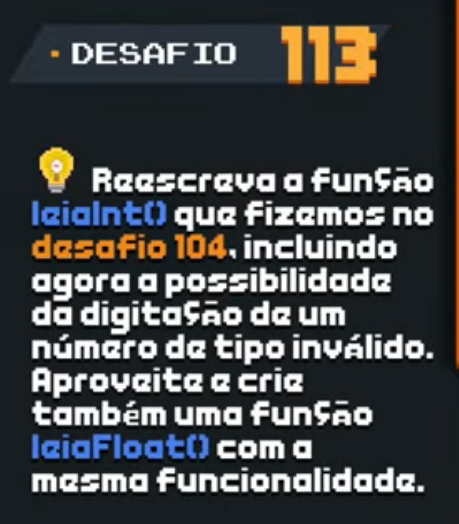 · DESAFIO 113
Reescreva a função
leiaInt() que fizemos no
desafio 104, incluindo
agora a possibilidade
da digitação de um
número de tipo inválido.
Aproveite e crie
também uma função
leiaFloat() com a
mesma funcionalidade.